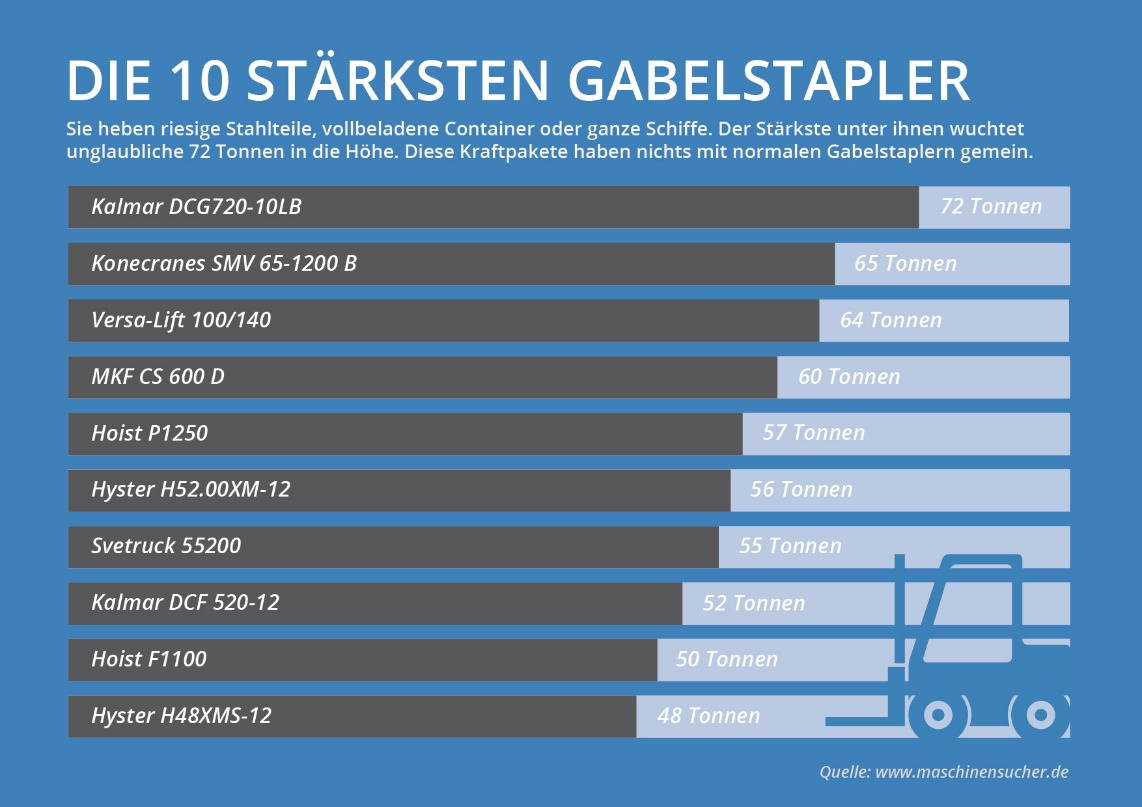 DIE 10 STÄRKSTEN GABELSTAPLER
Sie heben riesige Stahlteile, vollbeladene Container oder ganze Schiffe. Der Stärkste unter ihnen wuchtet
unglaubliche 72 Tonnen in die Höhe. Diese Kraftpakete haben nichts mit normalen Gabelstaplern gemein.
Kalmar DCG720-10LB 72 Tonnen
Konecranes SMV 65-1200 B 65 Tonnen
Versa-Lift 100/140 64 Tonnen
MKF CS 600 D 60 Tonnen
Hoist P1250 57 Tonnen
Hyster H52.00XM-12 56 Tonnen
Svetruck 55200 55 Tonnen
Kalmar DCF 520-12 52 Tonnen
Hoist F1100 50 Tonnen
Hyster H48XMS-12 48 Tonnen
Quelle: www.maschinensucher.de